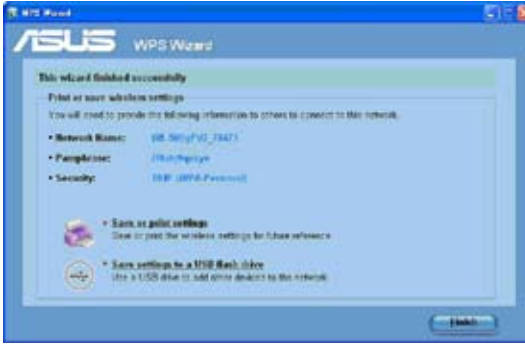 WPS Wizard
ASUS WPS Wizard
This wizard finished successfully
Print or save wireless settings
You will need to provide the following information to others to connect to this network.
• Network Name:
• Passphrase:
• Security: (WPA-Personal)
• Save or print settings
Save or print the wireless settings for future reference
• Save settings to a USB flash drive
Use a USB drive to add other devices to the network
Finish